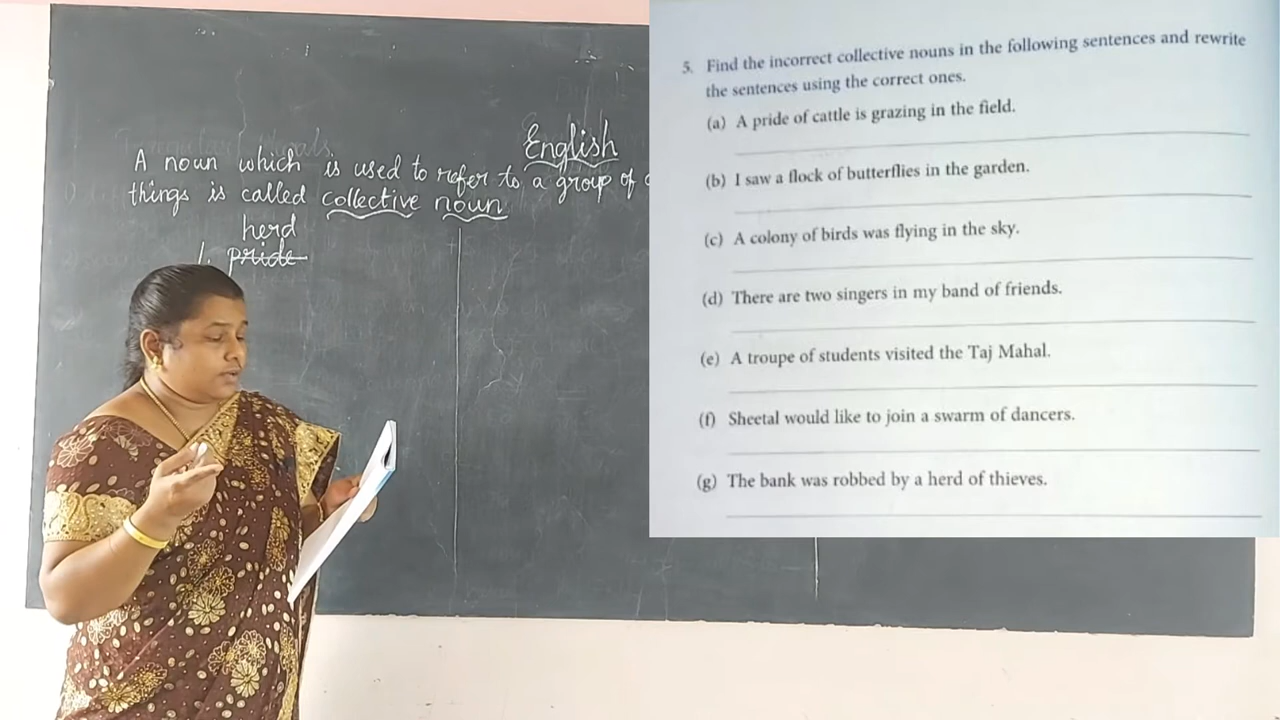 English
A noun which is used to refer to a group of
things is called collective noun
herd
1. pride
5. Find the incorrect collective nouns in the following sentences and rewrite
the sentences using the correct ones.
(a) A pride of cattle is grazing in the field.
(b) I saw a flock of butterflies in the garden.
(c) A colony of birds was flying in the sky.
(d) There are two singers in my band of friends.
(e) A troupe of students visited the Taj Mahal.
(f) Sheetal would like to join a swarm of dancers.
(g) The bank was robbed by a herd of thieves.